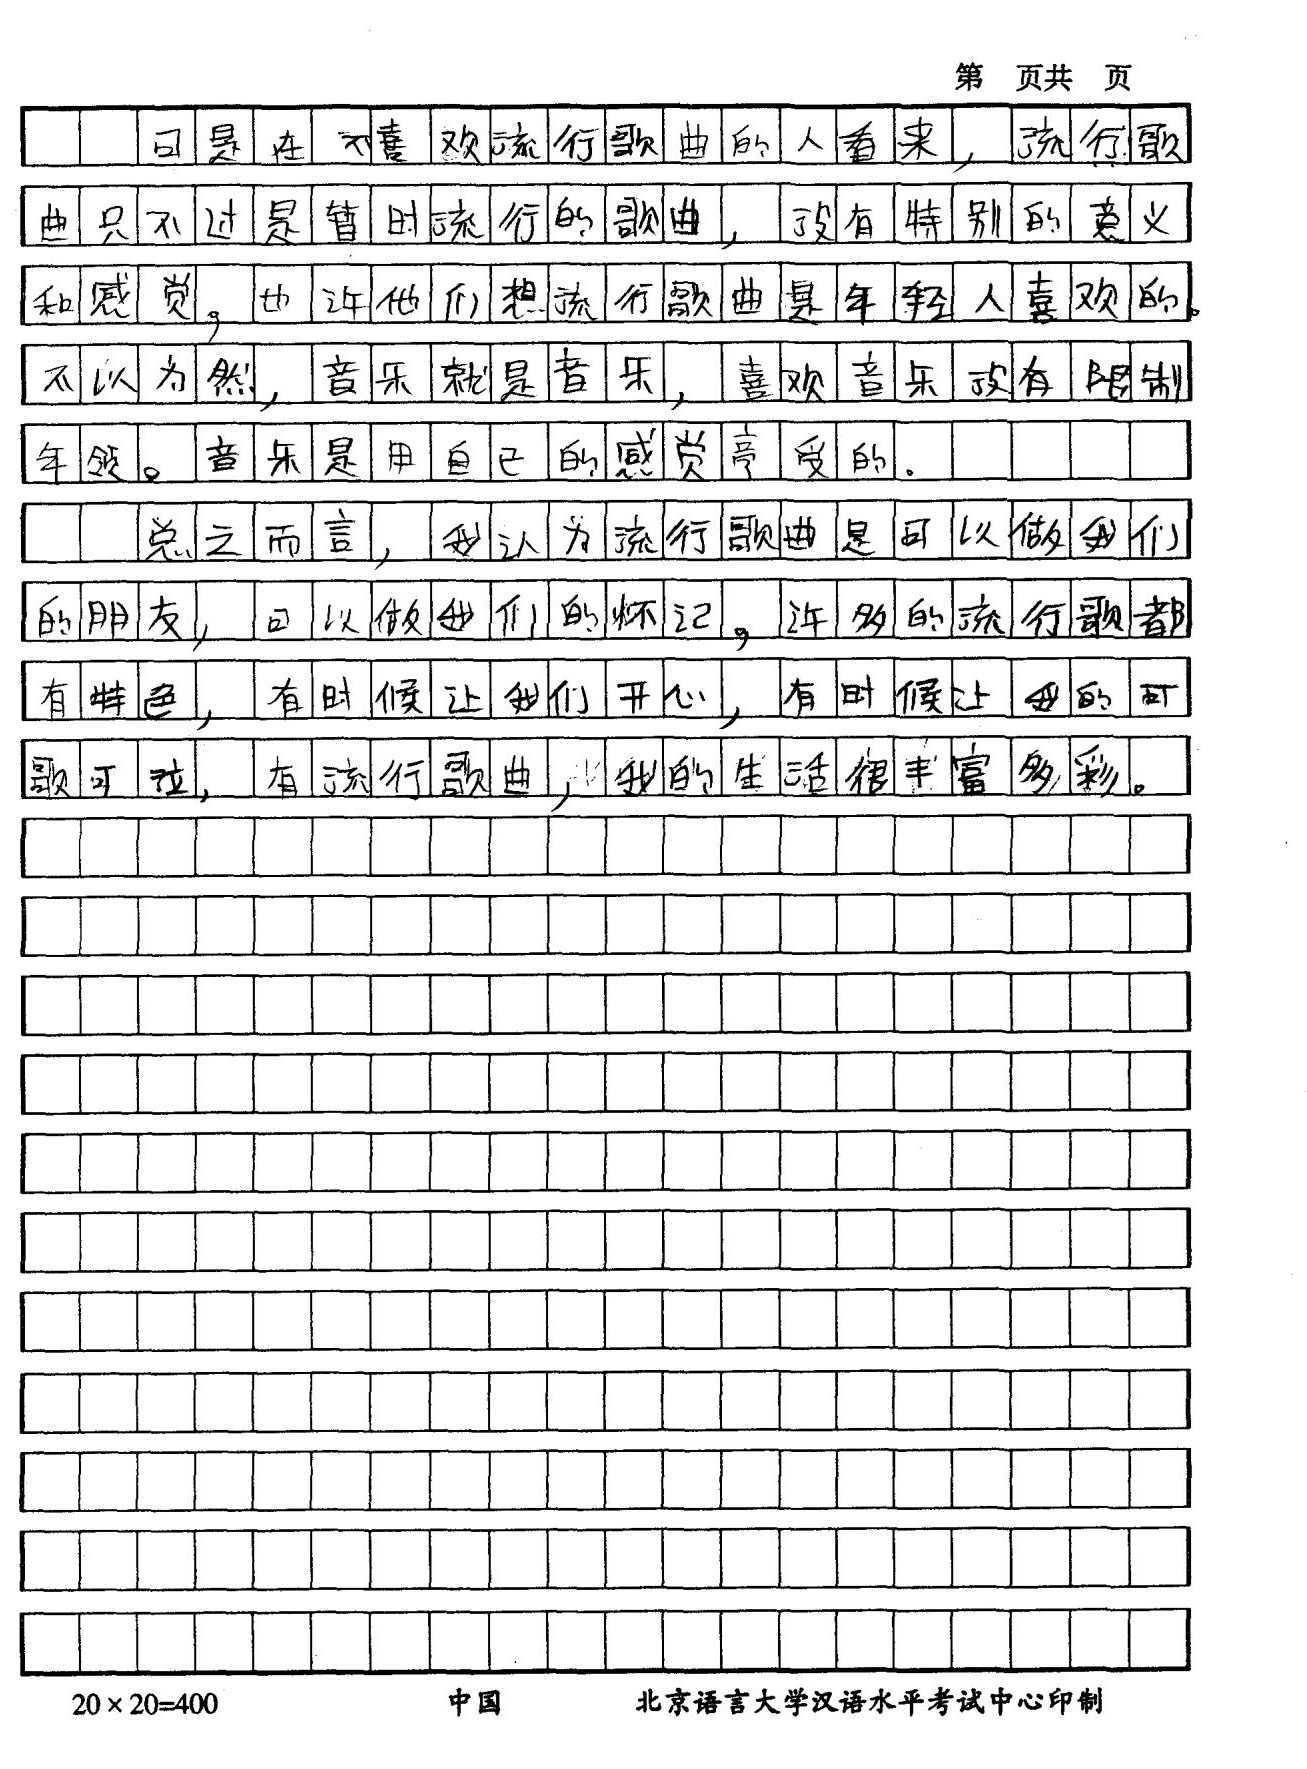 第 页共 页
可是在不喜欢流行歌曲的人看来，流行歌
曲只不过是暂时流行的歌曲，没有特别的意义
和感觉，也许他们想流行歌曲是年轻人喜欢的。
不以为然，音乐就是音乐，喜欢音乐没有限制
年领。音乐是用自己的感觉享受的。
总之而言，我认为流行歌曲是可以做我们
的朋友，可以做我们的怀记，许多的流行歌都
有特色，有时候让我们开心，有时候让我的可
歌可泣，有流行歌曲，我的生活很丰富多彩。
20×20=400 中国 北京语言大学汉语水平考试中心印制